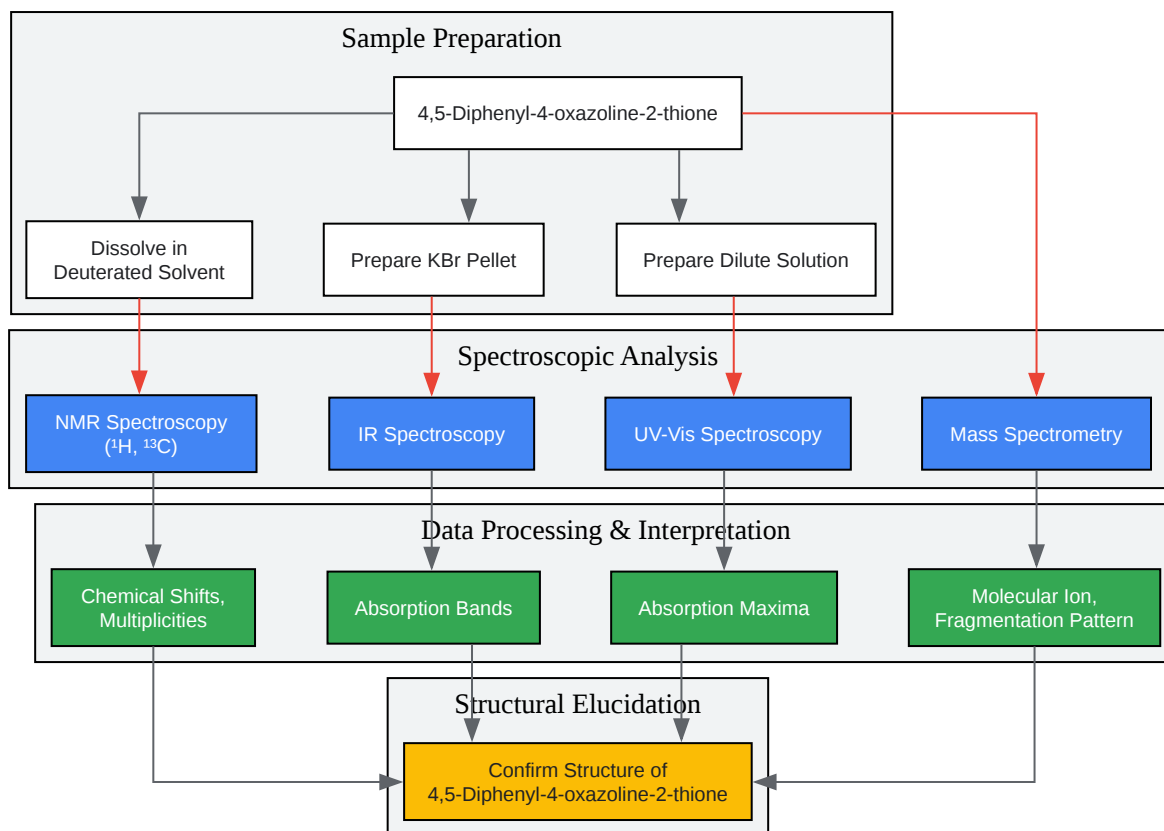 Sample Preparation
4,5-Diphenyl-4-oxazoline-2-thione
Dissolve in
Deuterated Solvent
Prepare KBr Pellet
Prepare Dilute Solution
Spectroscopic Analysis
NMR Spectroscopy
(¹H, ¹³C)
IR Spectroscopy
UV-Vis Spectroscopy
Mass Spectrometry
Data Processing & Interpretation
Chemical Shifts,
Multiplicities
Absorption Bands
Absorption Maxima
Molecular Ion,
Fragmentation Pattern
Structural Elucidation
Confirm Structure of
4,5-Diphenyl-4-oxazoline-2-thione